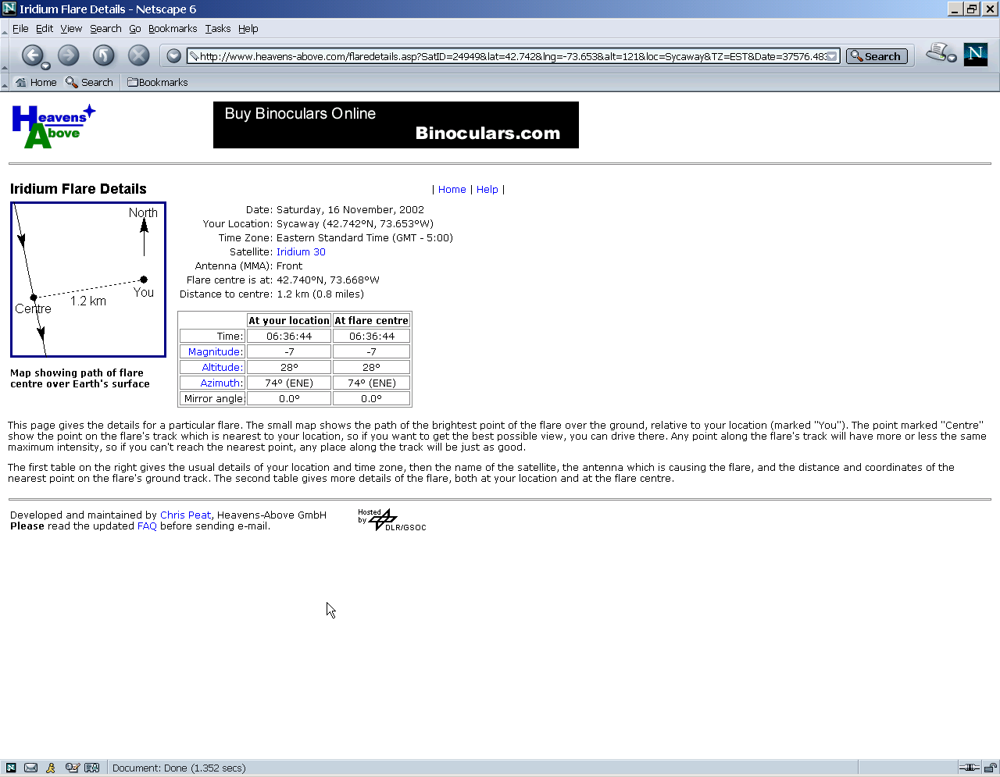 Iridium Flare Details - Netscape 6
File Edit View Search Go Bookmarks Tasks Help
http://www.heavens-above.com/flaredetails.asp?SatID=24949&lat=42.742&lng=-73.653&alt=121&loc=Sycaway&TZ=EST&Date=37576.483
Search
N
Home Search Bookmarks
Heavens
Above
Buy Binoculars Online
Binoculars.com
Iridium Flare Details
| Home | Help |
North
You
1.2 km
Centre
Map showing path of flare
centre over Earth's surface
Date: Saturday, 16 November, 2002
Your Location: Sycaway (42.742ºN, 73.653ºW)
Time Zone: Eastern Standard Time (GMT - 5:00)
Satellite: Iridium 30
Antenna (MMA): Front
Flare centre is at: 42.740ºN, 73.668ºW
Distance to centre: 1.2 km (0.8 miles)
At your location At flare centre
Time: 06:36:44 06:36:44
Magnitude: -7 -7
Altitude: 28º 28º
Azimuth: 74º (ENE) 74º (ENE)
Mirror angle: 0.0º 0.0º
This page gives the details for a particular flare. The small map shows the path of the brightest point of the flare over the ground, relative to your location (marked "You"). The point marked "Centre"
show the point on the flare's track which is nearest to your location, so if you want to get the best possible view, you can drive there. Any point along the flare's track will have more or less the same
maximum intensity, so if you can't reach the nearest point, any place along the track will be just as good.
The first table on the right gives the usual details of your location and time zone, then the name of the satellite, the antenna which is causing the flare, and the distance and coordinates of the
nearest point on the flare's ground track. The second table gives more details of the flare, both at your location and at the flare centre.
Developed and maintained by Chris Peat, Heavens-Above GmbH
Please read the updated FAQ before sending e-mail.
Hosted
by
DLR/GSOC
Document: Done (1.352 secs)